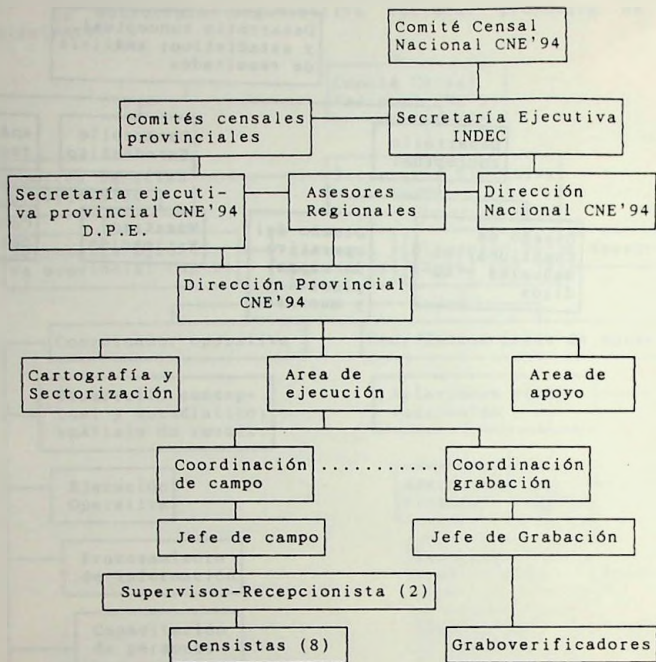 Comité Censal
Nacional CNE'94
Comités censales
provinciales
Secretaría Ejecutiva
INDEC
Secretaría ejecuti-
va provincial CNE'94
D.P.E.
Asesores
Regionales
Dirección
Nacional CNE'94
Dirección Provincial
CNE'94
Cartografía y
Sectorización
Area de
ejecución
Area de
apoyo
Coordinación
de campo
...........
Coordinación
grabación
Jefe de campo
Jefe de Grabación
Supervisor-Recepcionista (2)
Censistas (8)
Graboverificadores